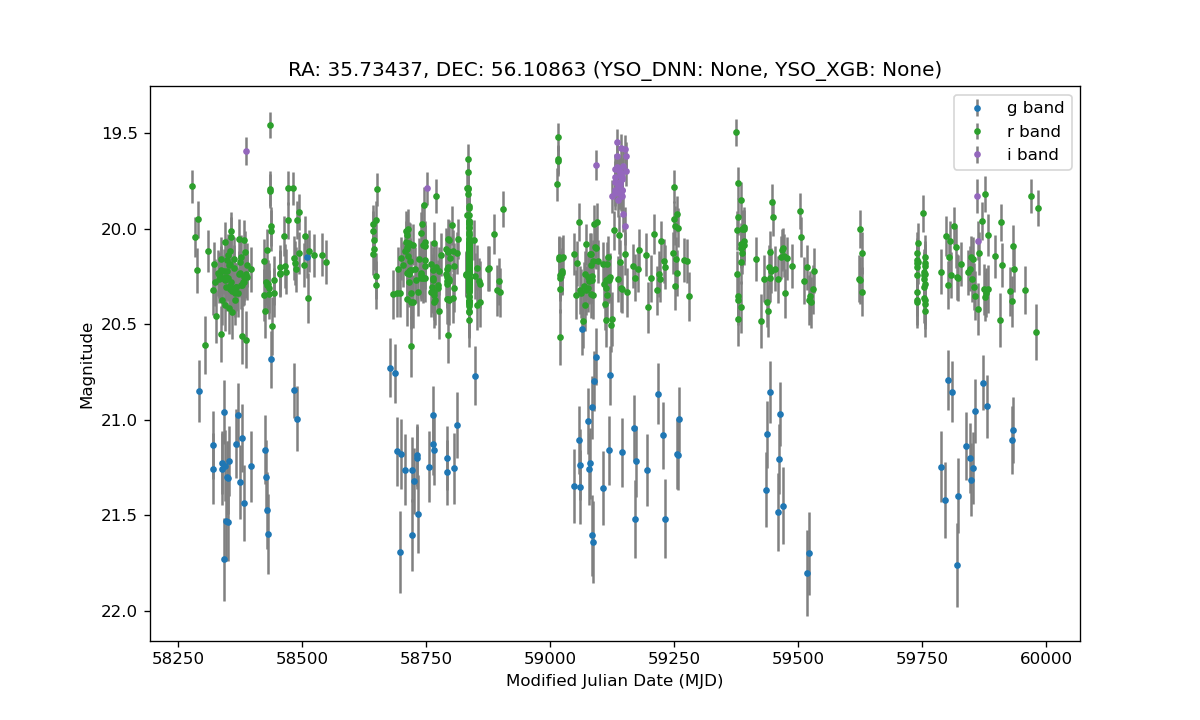 RA: 35.73437, DEC: 56.10863 (YSO_DNN: None, YSO_XGB: None)
g band
r band
i band
19.5
20.0
20.5
21.0
21.5
22.0
Magnitude
58250 58500 58750 59000 59250 59500 59750 60000
Modified Julian Date (MJD)